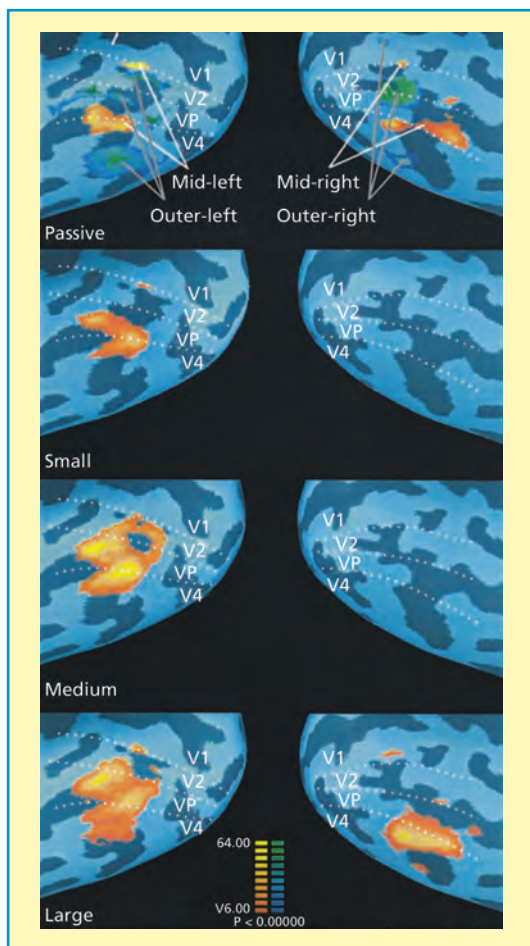 V1
V2
VP
V4
V1
V2
VP
V4
Mid-left
Mid-right
Outer-left
Outer-right
Passive
V1
V2
VP
V4
V1
V2
VP
V4
Small
V1
V2
VP
V4
V1
V2
VP
V4
Medium
V1
V2
VP
V4
V1
V2
VP
V4
64.00
V6.00
P < 0.00000
Large